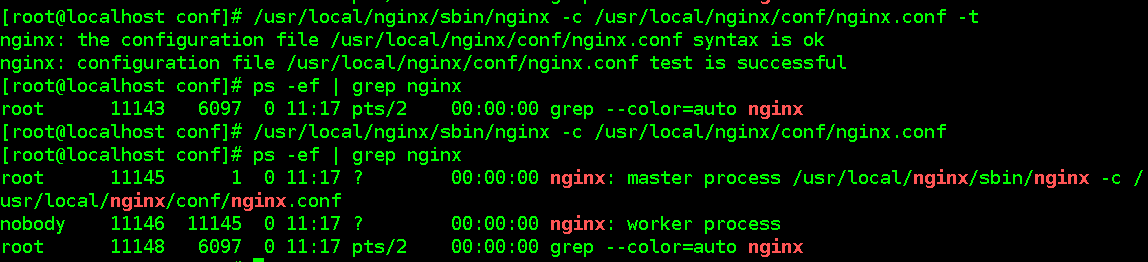 [root@localhost conf]# /usr/local/nginx/sbin/nginx -c /usr/local/nginx/conf/nginx.conf -t
nginx: the configuration file /usr/local/nginx/conf/nginx.conf syntax is ok
nginx: configuration file /usr/local/nginx/conf/nginx.conf test is successful
[root@localhost conf]# ps -ef | grep nginx
root      11143   6097  0 11:17 pts/2    00:00:00 grep --color=auto nginx
[root@localhost conf]# /usr/local/nginx/sbin/nginx -c /usr/local/nginx/conf/nginx.conf
[root@localhost conf]# ps -ef | grep nginx
root      11145      1  0 11:17 ?        00:00:00 nginx: master process /usr/local/nginx/sbin/nginx -c /
usr/local/nginx/conf/nginx.conf
nobody    11146  11145  0 11:17 ?        00:00:00 nginx: worker process
root      11148   6097  0 11:17 pts/2    00:00:00 grep --color=auto nginx